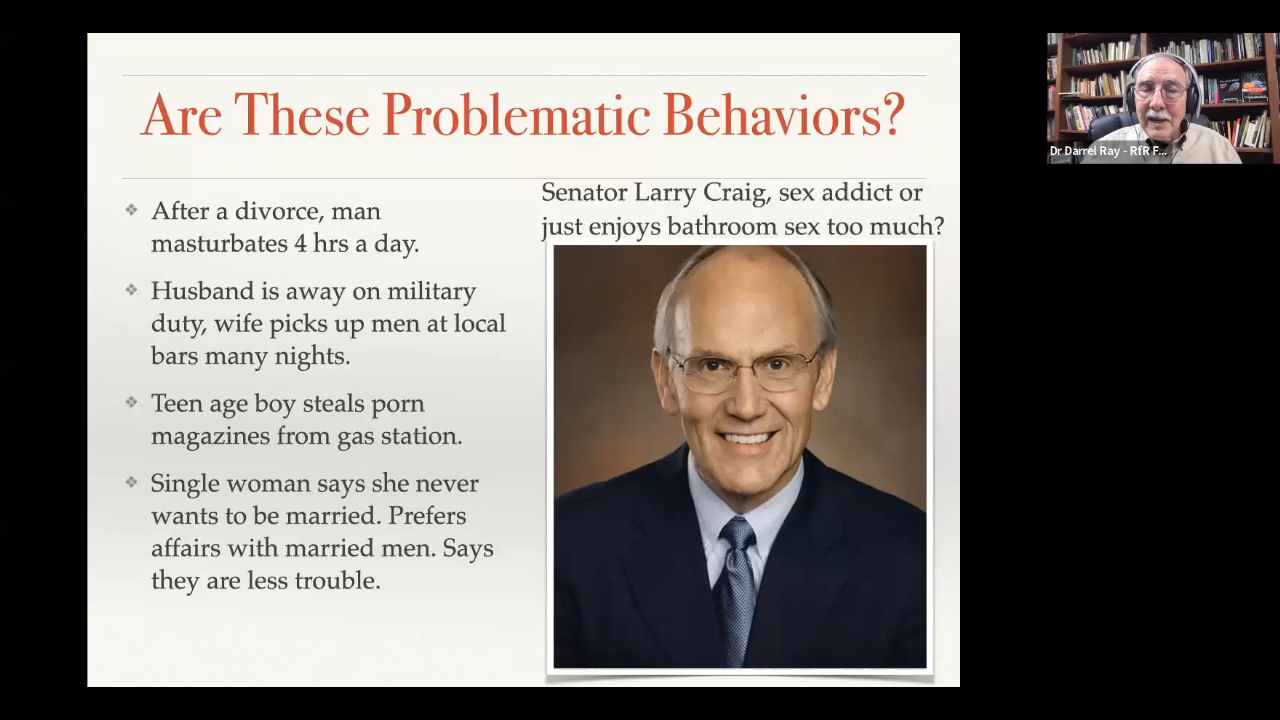 Are These Problematic Behaviors?
❖ After a divorce, man
masturbates 4 hrs a day.
❖ Husband is away on military
duty, wife picks up men at local
bars many nights.
❖ Teen age boy steals porn
magazines from gas station.
❖ Single woman says she never
wants to be married. Prefers
affairs with married men. Says
they are less trouble.
Senator Larry Craig, sex addict or
just enjoys bathroom sex too much?
Dr Darrel Ray - RfR F...